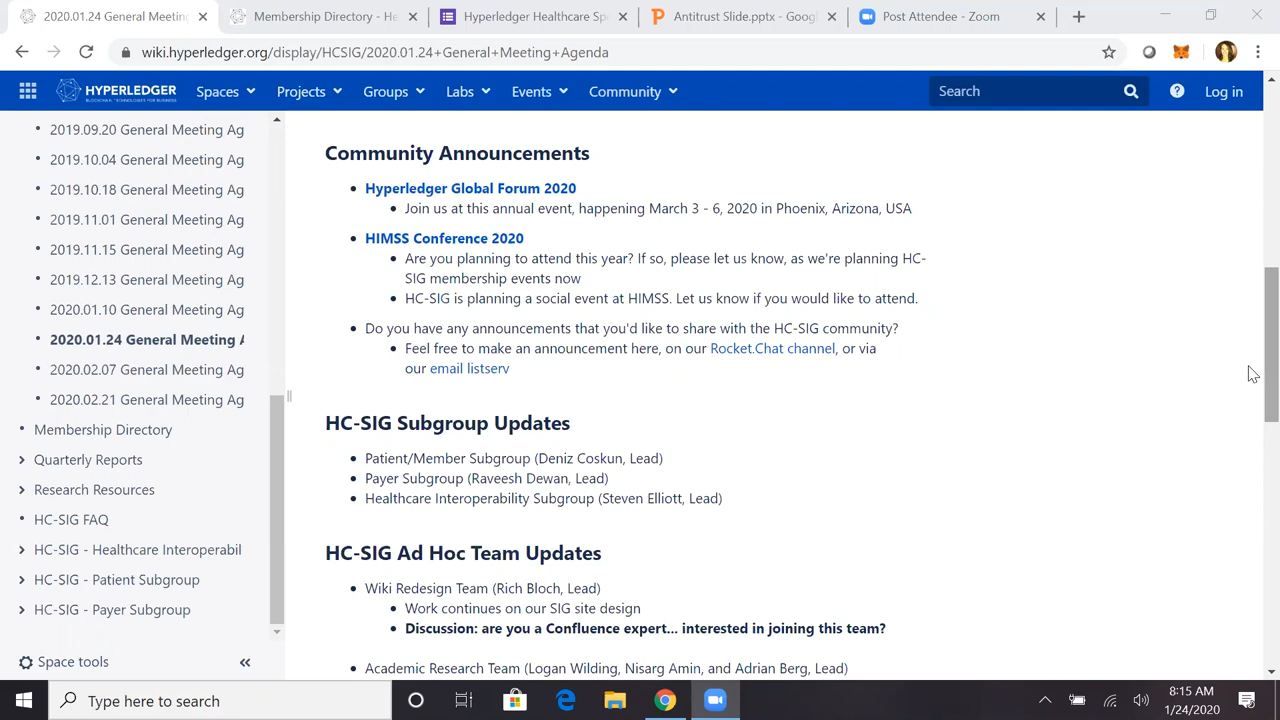 2020.01.24 General Meeting
Membership Directory - He
Hyperledger Healthcare Spe
Antitrust Slide.pptx - Google
Post Attendee - Zoom
wiki.hyperledger.org/display/HCSIG/2020.01.24+General+Meeting+Agenda
HYPERLEDGER
BLOCKCHAIN TECHNOLOGIES FOR BUSINESS
Spaces
Projects
Groups
Labs
Events
Community
Search
Log in
2019.09.20 General Meeting Ag
2019.10.04 General Meeting Ag
2019.10.18 General Meeting Ag
2019.11.01 General Meeting Ag
2019.11.15 General Meeting Ag
2019.12.13 General Meeting Ag
2020.01.10 General Meeting Ag
2020.01.24 General Meeting A
2020.02.07 General Meeting Ag
2020.02.21 General Meeting Ag
Membership Directory
Quarterly Reports
Research Resources
HC-SIG FAQ
HC-SIG - Healthcare Interoperabil
HC-SIG - Patient Subgroup
HC-SIG - Payer Subgroup
Space tools
Community Announcements
Hyperledger Global Forum 2020
Join us at this annual event, happening March 3 - 6, 2020 in Phoenix, Arizona, USA
HIMSS Conference 2020
Are you planning to attend this year? If so, please let us know, as we're planning HC-
SIG membership events now
HC-SIG is planning a social event at HIMSS. Let us know if you would like to attend.
Do you have any announcements that you'd like to share with the HC-SIG community?
Feel free to make an announcement here, on our Rocket.Chat channel, or via
our email listserv
HC-SIG Subgroup Updates
Patient/Member Subgroup (Deniz Coskun, Lead)
Payer Subgroup (Raveesh Dewan, Lead)
Healthcare Interoperability Subgroup (Steven Elliott, Lead)
HC-SIG Ad Hoc Team Updates
Wiki Redesign Team (Rich Bloch, Lead)
Work continues on our SIG site design
Discussion: are you a Confluence expert... interested in joining this team?
Academic Research Team (Logan Wilding, Nisarg Amin, and Adrian Berg, Lead)
Type here to search
8:15 AM
1/24/2020